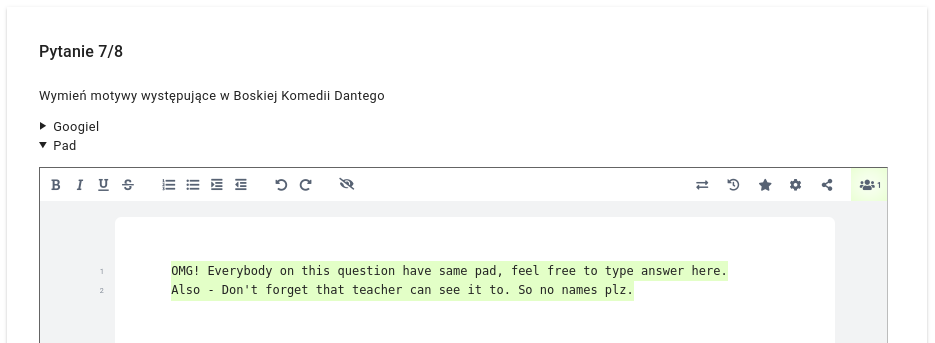 Pytanie 7/8
Wymień motywy występujące w Boskiej Komedii Dantego
Googiel
Pad
B I U S
1
1 OMG! Everybody on this question have same pad, feel free to type answer here.
2 Also - Don't forget that teacher can see it to. So no names plz.